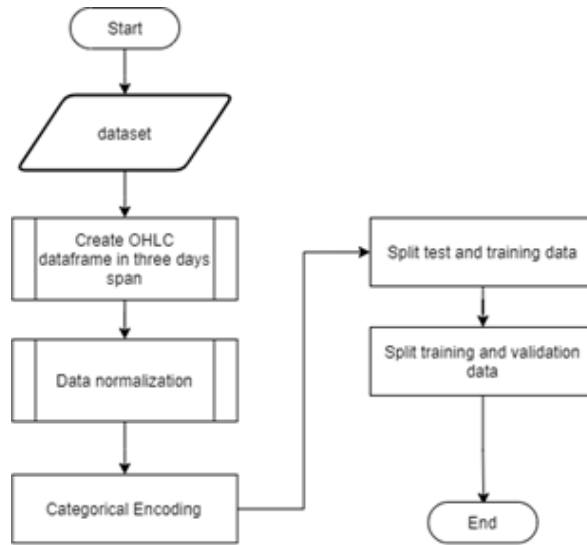 Start
dataset
Create OHLC
dataframe in three days
span
Data normalization
Categorical Encoding
Split test and training data
Split training and validation
data
End